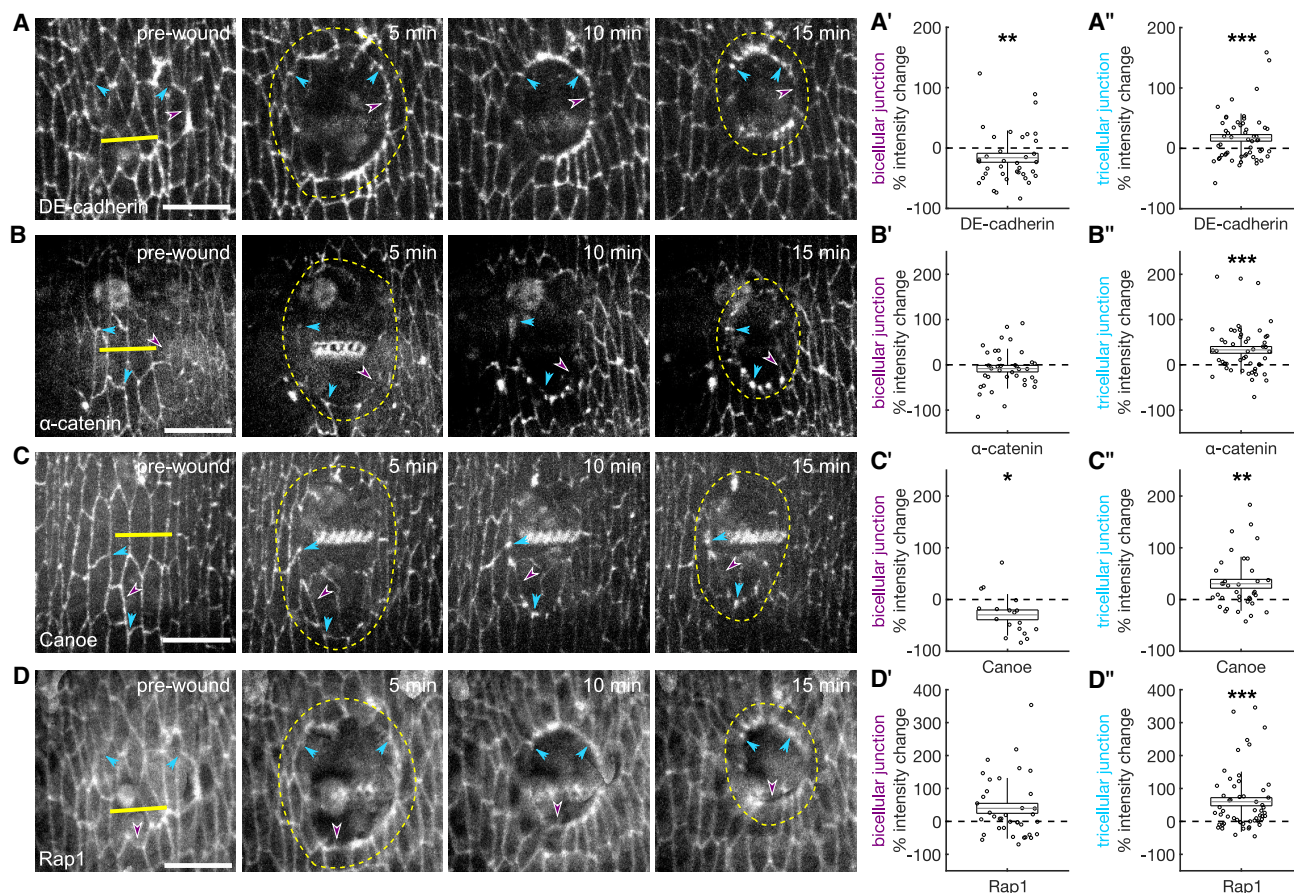 A
pre-wound
5 min
10 min
15 min
DE-cadherin
A'
bicellular junction
% intensity change
200
100
0
-100
**
DE-cadherin
A"
tricellular junction
% intensity change
200
100
0
-100
***
DE-cadherin
B
pre-wound
5 min
10 min
15 min
α-catenin
B'
bicellular junction
% intensity change
200
100
0
-100
α-catenin
B"
tricellular junction
% intensity change
200
100
0
-100
***
α-catenin
C
pre-wound
5 min
10 min
15 min
Canoe
C'
bicellular junction
% intensity change
200
100
0
-100
*
Canoe
C"
tricellular junction
% intensity change
200
100
0
-100
**
Canoe
D
pre-wound
5 min
10 min
15 min
Rap1
D'
bicellular junction
% intensity change
400
300
200
100
0
-100
Rap1
D"
tricellular junction
% intensity change
400
300
200
100
0
-100
***
Rap1